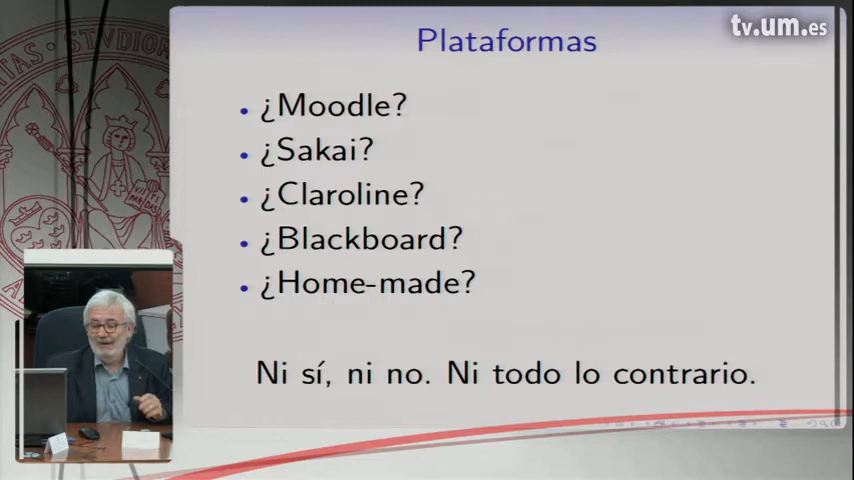 tv.um.es
Plataformas
• ¿Moodle?
• ¿Sakai?
• ¿Claroline?
• ¿Blackboard?
• ¿Home-made?
Ni sí, ni no. Ni todo lo contrario.